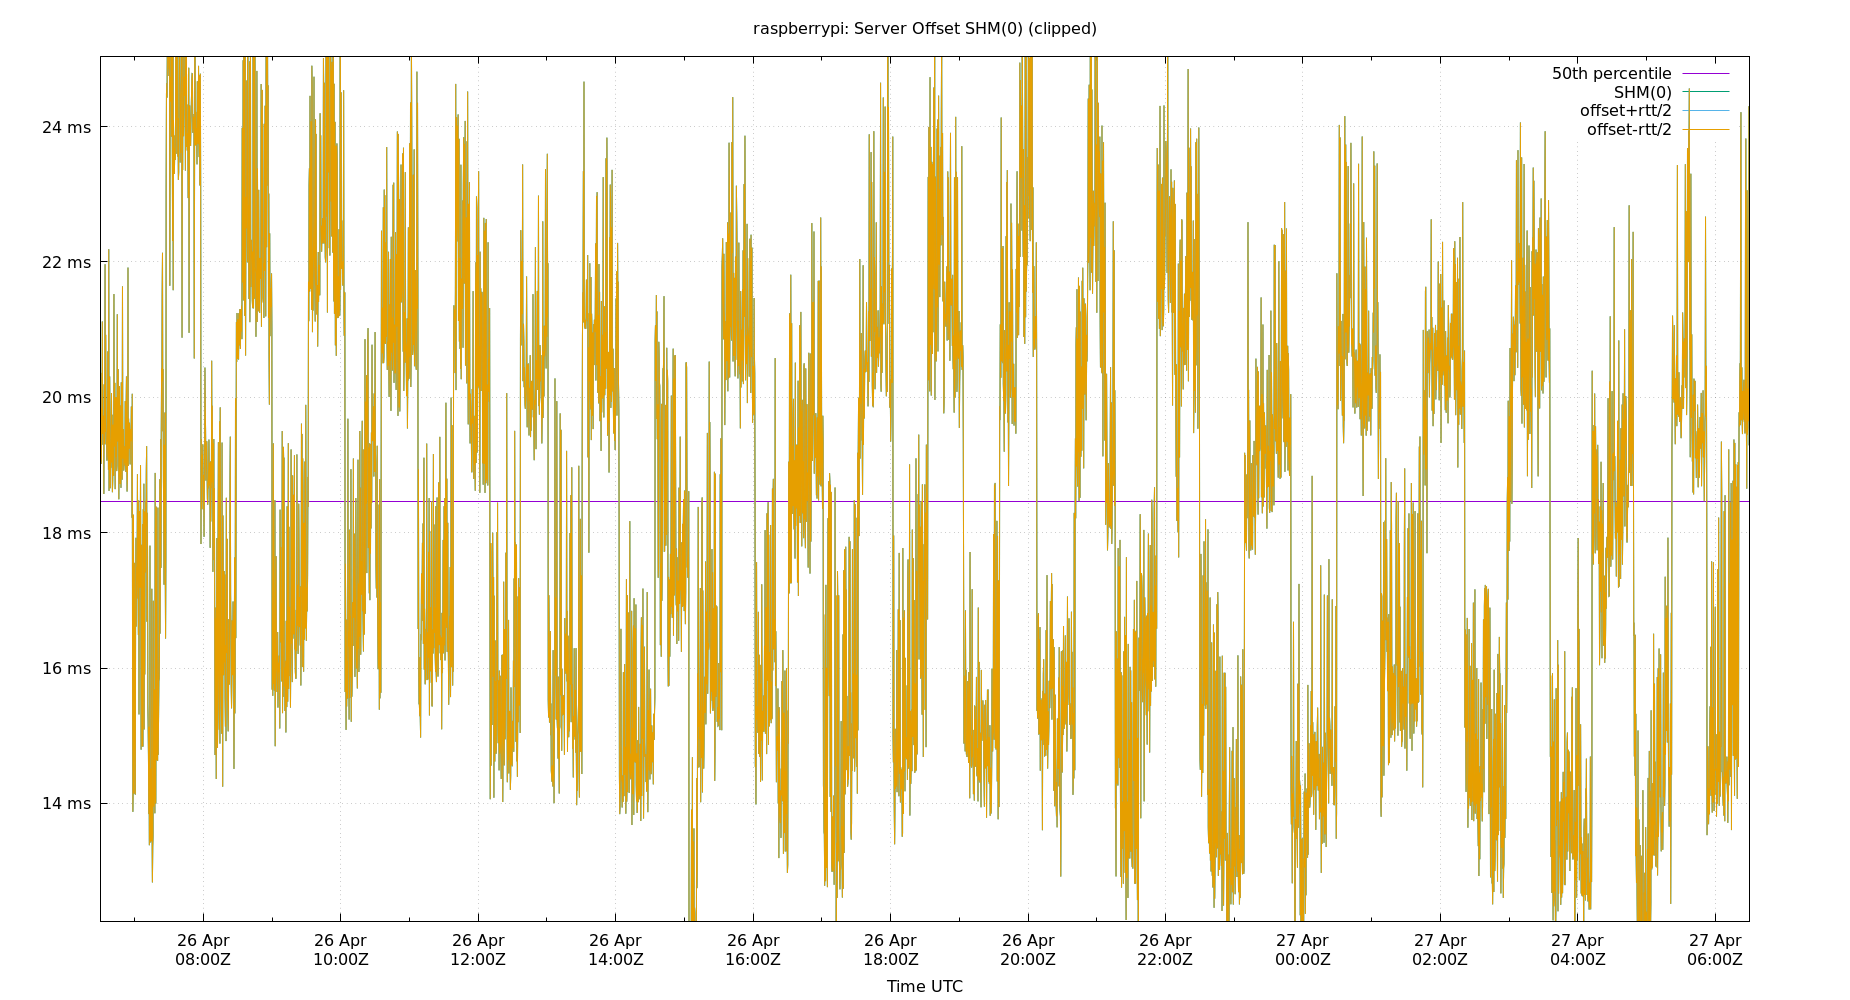 raspberrypi: Server Offset SHM(0) (clipped)
50th percentile
SHM(0)
offset+rtt/2
offset-rtt/2
24 ms
22 ms
20 ms
18 ms
16 ms
14 ms
26 Apr 26 Apr 26 Apr 26 Apr 26 Apr 26 Apr 26 Apr 26 Apr 27 Apr 27 Apr 27 Apr 27 Apr
08:00Z 10:00Z 12:00Z 14:00Z 16:00Z 18:00Z 20:00Z 22:00Z 00:00Z 02:00Z 04:00Z 06:00Z
Time UTC